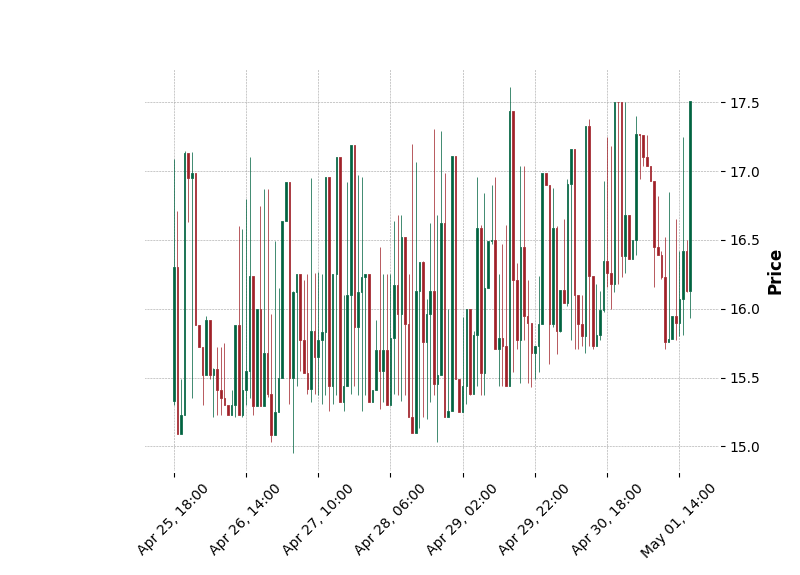 17.5
17.0
16.5
16.0
15.5
15.0
Price
Apr 25, 18:00
Apr 26, 14:00
Apr 27, 10:00
Apr 28, 06:00
Apr 29, 02:00
Apr 29, 22:00
Apr 30, 18:00
May 01, 14:00